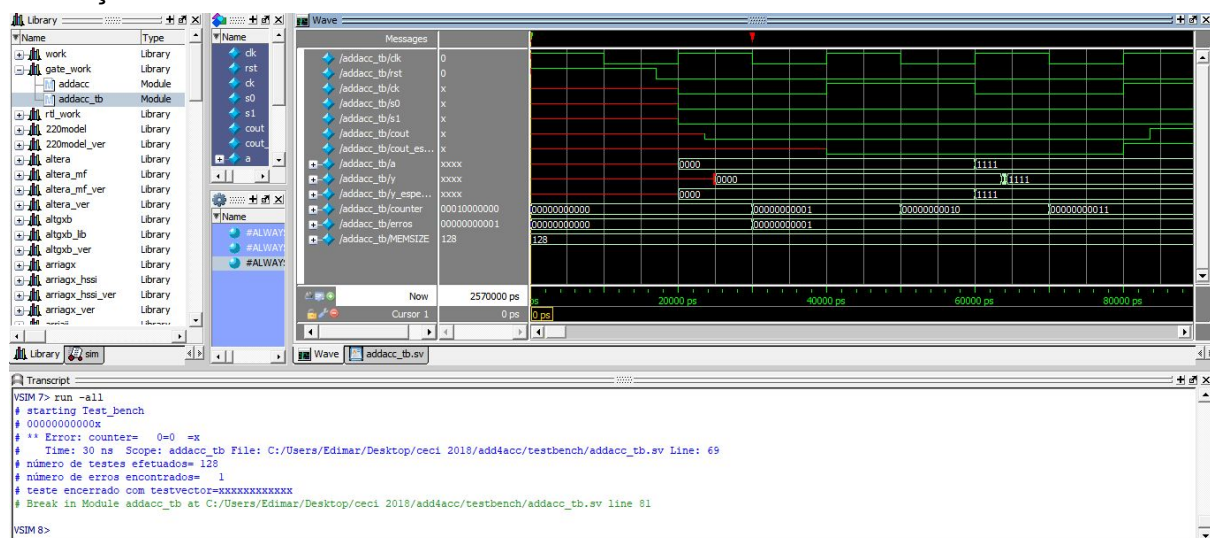 Library
Name Type
work Library
gate_work Library
addacc Module
addacc_tb Module
rtl_work Library
220model Library
220model_ver Library
altera Library
altera_mf Library
altera_mf_ver Library
altera_ver Library
altgxb Library
altgxb_lib Library
altgxb_ver Library
arriagx Library
arriagx_hssi Library
arriagx_hssi_ver Library
arriagx_ver Library
Library sim
Name
clk
rst
ck
s0
s1
cout
cout_
a
Name
#ALWAY
#ALWAY
#ALWAY
Wave
Messages
/addacc_tb/clk 0
/addacc_tb/rst 0
/addacc_tb/ck x
/addacc_tb/s0 x
/addacc_tb/s1 x
/addacc_tb/cout x
/addacc_tb/cout_es... x
/addacc_tb/a xxxx 0000 1111
/addacc_tb/y xxxx 0000 1111
/addacc_tb/y_espe... xxxx 0000 1111
/addacc_tb/counter 00010000000 00000000000 00000000001 00000000010 00000000011
/addacc_tb/erros 00000000001 00000000000 00000000001
/addacc_tb/MEMSIZE 128 128
Now 2570000 ps ps 20000 ps 40000 ps 60000 ps 80000 ps
Cursor 1 0 ps 0 ps
Wave addacc_tb.sv
Transcript
VSIM 7> run -all
# starting Test_bench
# 00000000000x
# ** Error: counter= 0=0 =x
# Time: 30 ns Scope: addacc_tb File: C:/Users/Edimar/Desktop/ceci 2018/add4acc/testbench/addacc_tb.sv Line: 69
# número de testes efetuados= 128
# número de erros encontrados= 1
# teste encerrado com testvector=xxxxxxxxxxxx
# Break in Module addacc_tb at C:/Users/Edimar/Desktop/ceci 2018/add4acc/testbench/addacc_tb.sv line 81
VSIM 8>